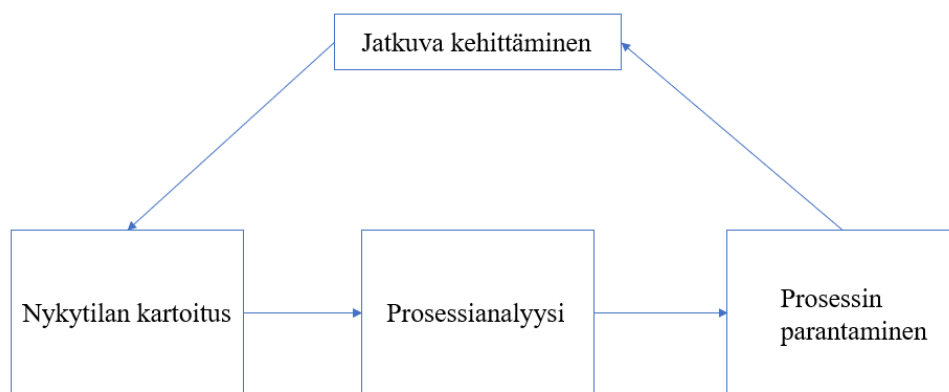 Jatkuva kehittäminen
Nykytilan kartoitus
Prosessianalyysi
Prosessin
parantaminen